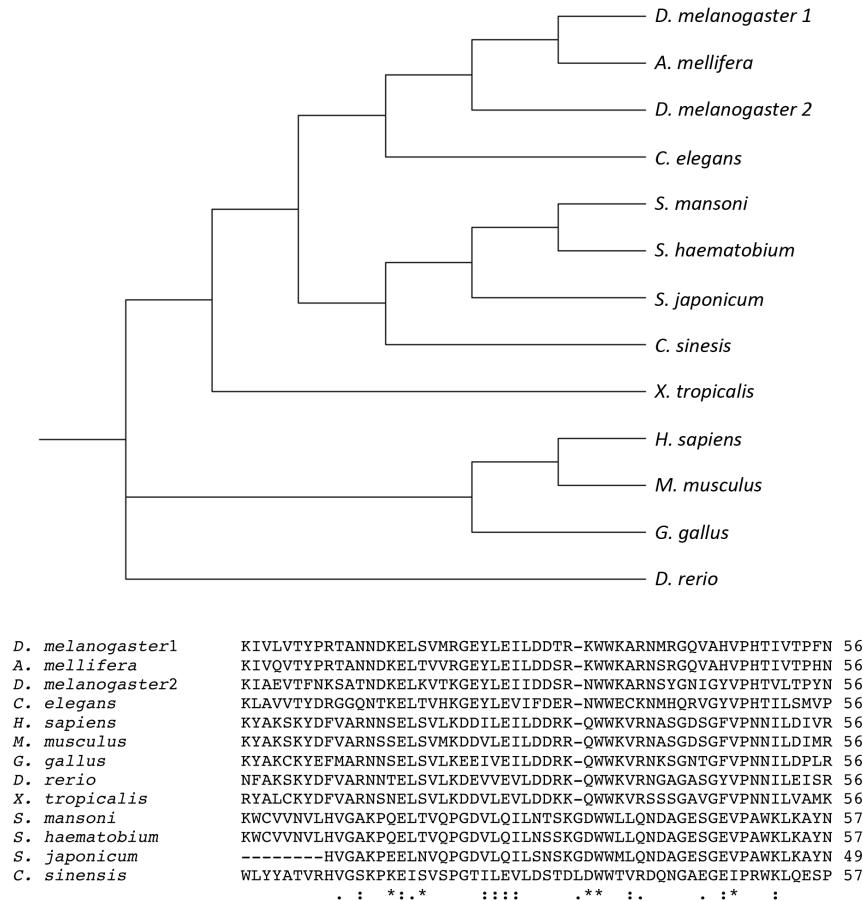 D. melanogaster 1
A. mellifera
D. melanogaster 2
C. elegans
S. mansoni
S. haematobium
S. japonicum
C. sinesis
X. tropicalis
H. sapiens
M. musculus
G. gallus
D. rerio
D. melanogaster1 KIVLVTYPRTANNDKELSVMRGEYLEILDDTR-KWWKARNMRGQVAHVPHTIVTPFN 56
A. mellifera KIVQVTYPRTANNDKELTVVRGEYLEILDDSR-KWWKARNSRGQVAHVPHTIVTPHN 56
D. melanogaster2 KIAEVTFNKSATNDKELKVTKGEYLEIIDDSR-NWWKARNSYGNIGYVPHTVLTPYN 56
C. elegans KLAVVTYDRGGQNTKELTVHKGEYLEVIFDER-NWWECKNMHQRVGYVPHTILSMVP 56
H. sapiens KYAKSKYDFVARNNSELSVLKDDILEILDDRK-QWWKVRNASGDSGFVPNNILDIVR 56
M. musculus KYAKSKYDFVARNSSELSVMKDDVLEILDDRR-QWWKVRNASGDSGFVPNNILDIMR 56
G. gallus KYAKCKYEFMARNNSELSVLKEEIVEILDDRK-QWWKVRNKSGNTGFVPNNILDPLR 56
D. rerio NFAKSKYDFVARNNTELSVLKDEVVEVLDDRK-QWWKVRNGAGASGYVPNNILEISR 56
X. tropicalis RYALCKYDFVARNSNELSVLKDDVLEVLDDKK-QWWKVRSSSGAVGFVPNNILVAMK 56
S. mansoni KWCVVNVLHVGAKPQELTVQPGDVLQILNTSKGDWWLLQNDAGESGEVPAWKLKAYN 57
S. haematobium KWCVVNVLHVGAKPQELTVQPGDVLQILNSSKGDWWLLQNDAGESGEVPAWKLKAYN 57
S. japonicum --------HVGAKPEELNVQPGDVLQILSNSKGDWWMLQNDAGESGEVPAWKLKAYN 49
C. sinensis WLYYATVRHVGSKPKEISVSPGTILEVLDSTDLDWWTVRDQNGAEGEIPRWKLQESP 57
. : *:.* :::: .** :. . :* :